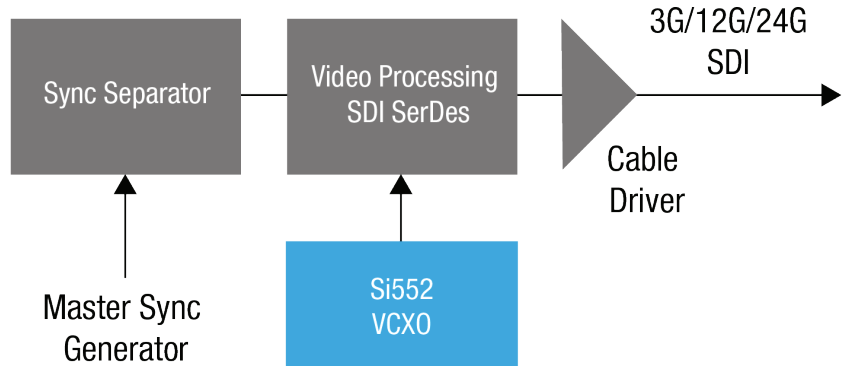 Sync Separator
Video Processing
SDI SerDes
3G/12G/24G
SDI
Cable
Driver
Master Sync
Generator
Si552
VCXO